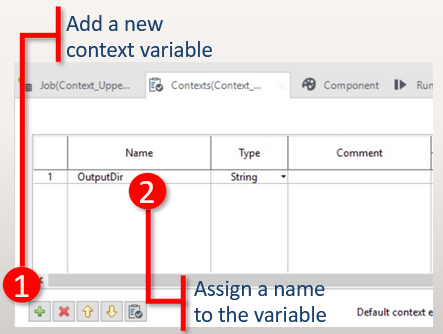 Add a new
context variable
Job(Context_Uppe... Contexts(Context_... Component Run
Name Type Comment
1 OutputDir String
2
1
Assign a name
to the variable
Default context e